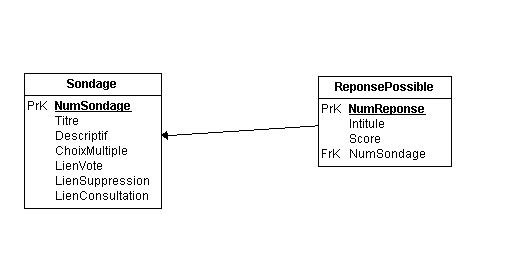 Sondage
PrK NumSondage
Titre
Descriptif
ChoixMultiple
LienVote
LienSuppression
LienConsultation
ReponsePossible
PrK NumReponse
Intitule
Score
FrK NumSondage